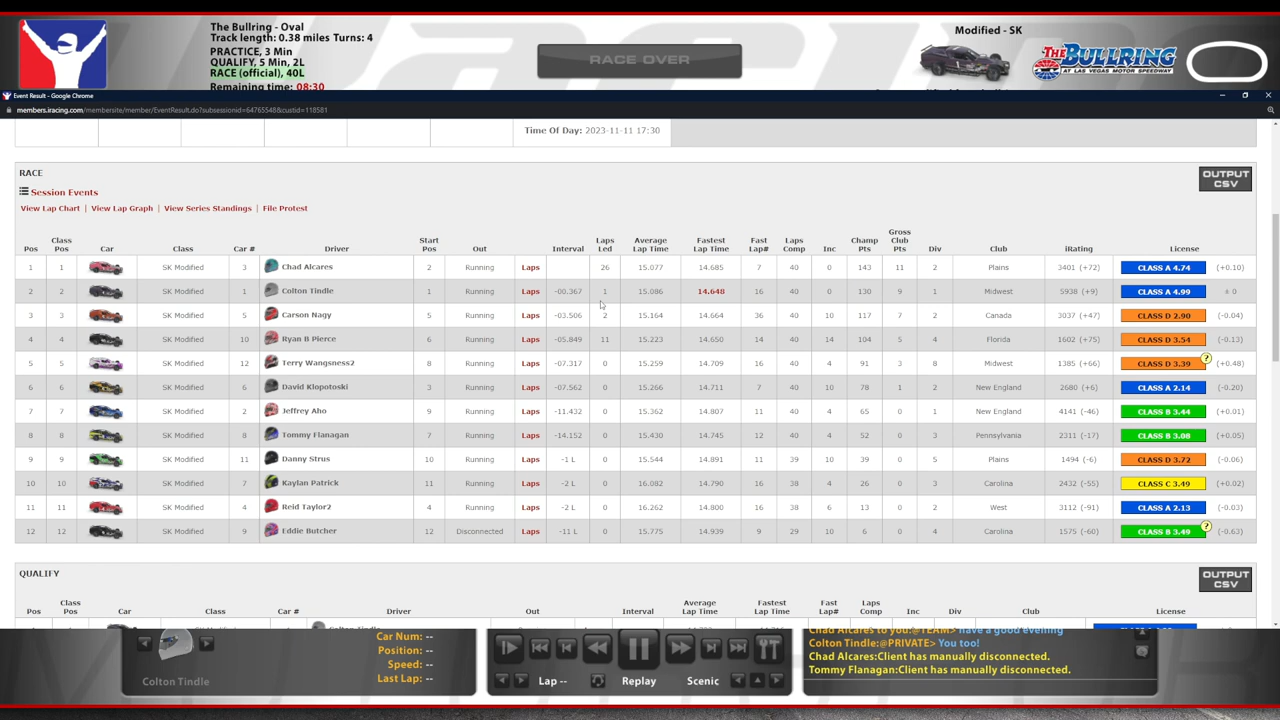 The Bullring - Oval
Track length: 0.38 miles Turns: 4
PRACTICE, 3 Min
QUALIFY, 5 Min, 2L
RACE (official), 40L
Remaining time: 08:30
RACE OVER
Modified - SK
THE BULLRING
AT LAS VEGAS MOTOR SPEEDWAY
Event Result - Google Chrome
members.iracing.com/membersite/member/EventResult.do?subsessionid=64765548&custid=118581
Time Of Day: 2023-11-11 17:30
RACE
OUTPUT CSV
Session Events
View Lap Chart | View Lap Graph | View Series Standings | File Protest
Pos Class Pos Car Class Car # Driver Start Pos Out Interval Laps Led Average Lap Time Fastest Lap Time Fast Lap# Laps Comp Inc Champ Pts Gross Club Pts Div Club iRating License
1 1 SK Modified 3 Chad Alcares 2 Running Laps 26 15.077 14.685 7 40 0 143 11 2 Plains 3401 (+72) CLASS A 4.74 (+0.10)
2 2 SK Modified 1 Colton Tindle 1 Running Laps -00.367 1 15.086 14.648 16 40 0 130 9 1 Midwest 5938 (+9) CLASS A 4.99 ± 0
3 3 SK Modified 5 Carson Nagy 5 Running Laps -03.506 2 15.164 14.664 36 40 10 117 7 2 Canada 3037 (+47) CLASS D 2.90 (-0.04)
4 4 SK Modified 10 Ryan B Pierce 6 Running Laps -05.849 11 15.223 14.650 14 40 14 104 5 4 Florida 1602 (+75) CLASS D 3.54 (-0.13)
5 5 SK Modified 12 Terry Wangsness2 8 Running Laps -07.317 0 15.259 14.709 16 40 4 91 3 8 Midwest 1385 (+66) CLASS D 3.39 ? (+0.48)
6 6 SK Modified 6 David Klopotoski 3 Running Laps -07.562 0 15.266 14.711 7 40 10 78 1 2 New England 2680 (+6) CLASS A 2.14 (-0.20)
7 7 SK Modified 2 Jeffrey Aho 9 Running Laps -11.432 0 15.362 14.807 11 40 4 65 0 1 New England 4141 (-46) CLASS B 3.44 (+0.01)
8 8 SK Modified 8 Tommy Flanagan 7 Running Laps -14.152 0 15.430 14.745 12 40 4 52 0 3 Pennsylvania 2311 (-17) CLASS B 3.08 (+0.05)
9 9 SK Modified 11 Danny Strus 10 Running Laps -1 L 0 15.544 14.891 11 39 10 39 0 5 Plains 1494 (-6) CLASS D 3.72 (-0.06)
10 10 SK Modified 7 Kaylan Patrick 11 Running Laps -2 L 0 16.082 14.790 16 38 4 26 0 3 Carolina 2432 (-55) CLASS C 3.49 (+0.02)
11 11 SK Modified 4 Reid Taylor2 4 Running Laps -2 L 0 16.262 14.800 16 38 6 13 0 2 West 3112 (-91) CLASS A 2.13 (-0.03)
12 12 SK Modified 9 Eddie Butcher 12 Disconnected Laps -11 L 0 15.775 14.939 9 29 10 6 0 4 Carolina 1575 (-60) CLASS B 3.49 ? (-0.63)
QUALIFY
OUTPUT CSV
Pos Class Pos Car Class Car # Driver Out Interval Average Lap Time Fastest Lap Time Fast Lap# Laps Comp Inc Div Club License
Colton Tindle
Car Num: --
Position: --
Speed: --
Last Lap: --
Lap --
Replay
Scenic
Chad Alcares to you:@TEAM> have a good evening
Colton Tindle:@PRIVATE> You too!
Chad Alcares:Client has manually disconnected.
Tommy Flanagan:Client has manually disconnected.